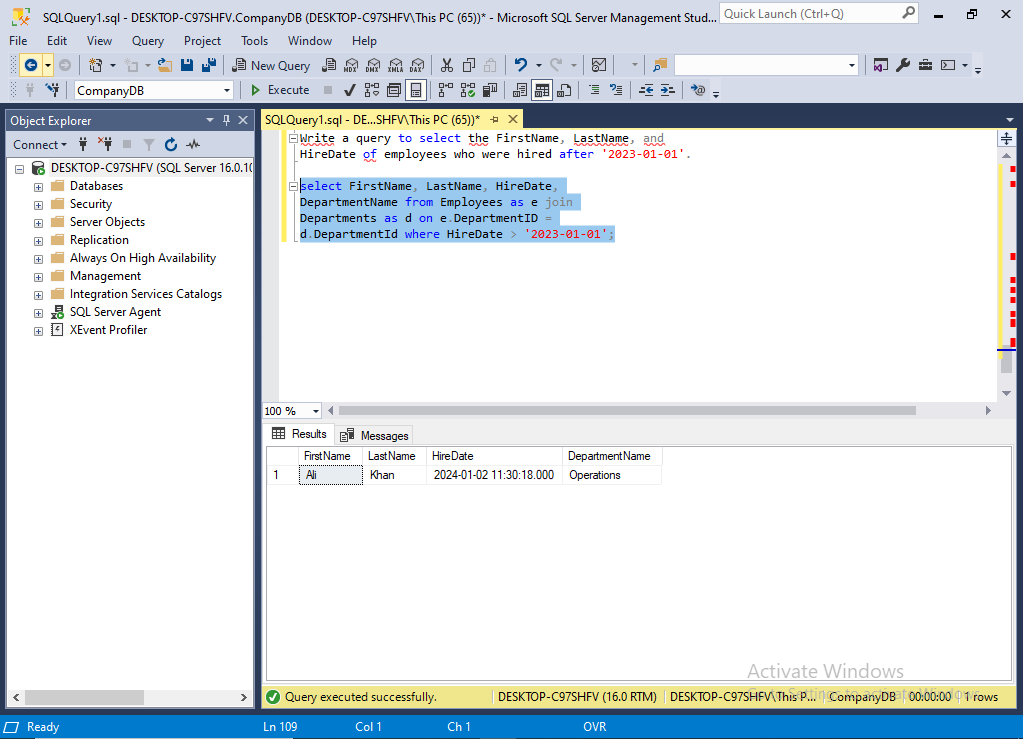 SQLQuery1.sql - DESKTOP-C97SHFV.CompanyDB (DESKTOP-C97SHFV\This PC (65))* - Microsoft SQL Server Management Stud...
Quick Launch (Ctrl+Q)
File Edit View Query Project Tools Window Help
New Query
MDX DMX XMLA DAX
CompanyDB
Execute
Object Explorer
SQLQuery1.sql - DE...SHFV\This PC (65))*
Connect
DESKTOP-C97SHFV (SQL Server 16.0.10
Databases
Security
Server Objects
Replication
Always On High Availability
Management
Integration Services Catalogs
SQL Server Agent
XEvent Profiler
Write a query to select the FirstName, LastName, and
HireDate of employees who were hired after '2023-01-01'.
select FirstName, LastName, HireDate,
DepartmentName from Employees as e join
Departments as d on e.DepartmentID =
d.DepartmentId where HireDate > '2023-01-01';
100 %
Results Messages
FirstName LastName HireDate DepartmentName
1 Ali Khan 2024-01-02 11:30:18.000 Operations
Activate Windows
Go to Settings to activate Windows.
Query executed successfully.
DESKTOP-C97SHFV (16.0 RTM) DESKTOP-C97SHFV\This P... CompanyDB 00:00:00 1 rows
Ready Ln 109 Col 1 Ch 1 OVR